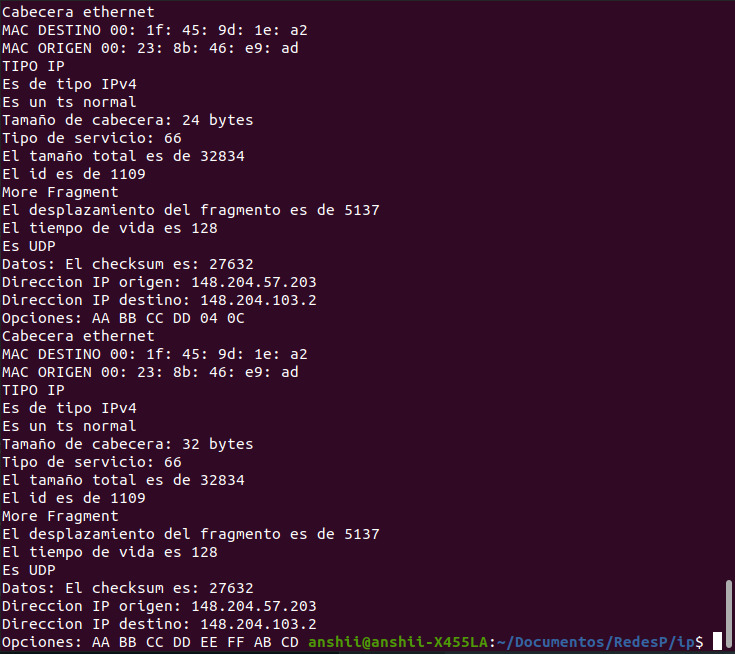 Cabecera ethernet
MAC DESTINO 00: 1f: 45: 9d: 1e: a2
MAC ORIGEN 00: 23: 8b: 46: e9: ad
TIPO IP
Es de tipo IPv4
Es un ts normal
Tamaño de cabecera: 24 bytes
Tipo de servicio: 66
El tamaño total es de 32834
El id es de 1109
More Fragment
El desplazamiento del fragmento es de 5137
El tiempo de vida es 128
Es UDP
Datos: El checksum es: 27632
Direccion IP origen: 148.204.57.203
Direccion IP destino: 148.204.103.2
Opciones: AA BB CC DD 04 0C
Cabecera ethernet
MAC DESTINO 00: 1f: 45: 9d: 1e: a2
MAC ORIGEN 00: 23: 8b: 46: e9: ad
TIPO IP
Es de tipo IPv4
Es un ts normal
Tamaño de cabecera: 32 bytes
Tipo de servicio: 66
El tamaño total es de 32834
El id es de 1109
More Fragment
El desplazamiento del fragmento es de 5137
El tiempo de vida es 128
Es UDP
Datos: El checksum es: 27632
Direccion IP origen: 148.204.57.203
Direccion IP destino: 148.204.103.2
Opciones: AA BB CC DD EE FF AB CD anshii@anshii-X455LA:~/Documentos/RedesP/ip$